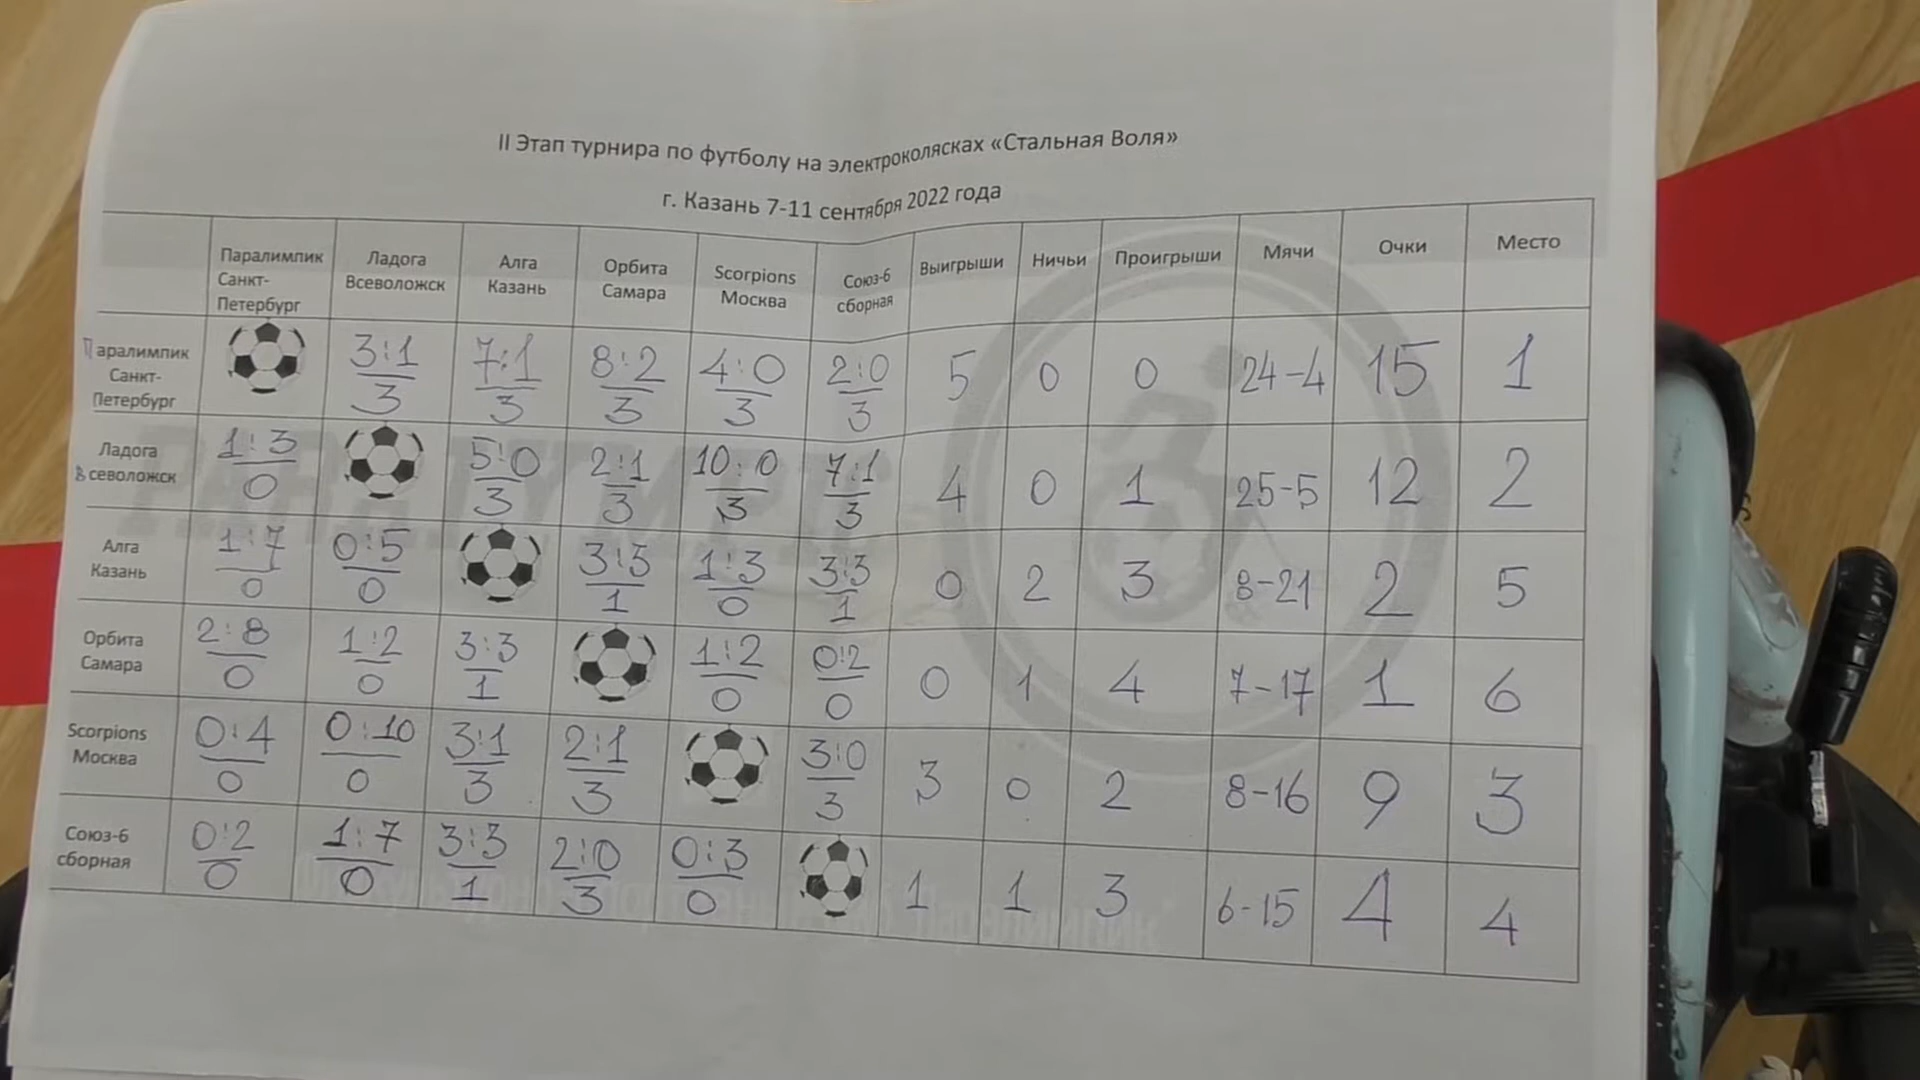 II Этап турнира по футболу на электроколясках «Стальная Воля»
г. Казань 7-11 сентября 2022 года
Паралимпик Санкт-Петербург Ладога Всеволожск Алга Казань Орбита Самара Scorpions Москва Союз-6 сборная Выигрыши Ничьи Проигрыши Мячи Очки Место
Паралимпик Санкт-Петербург 3:1 7:1 8:2 4:0 2:0 5 0 0 24-4 15 1
3 3 3 3 3
Ладога Всеволожск 1:3 5:0 2:1 10:0 7:1 4 0 1 25-5 12 2
0 3 3 3 3
Алга Казань 1:7 0:5 3:3 1:3 3:3 0 2 3 8-21 2 5
0 0 1 0 1
Орбита Самара 2:8 1:2 3:3 1:2 0:2 0 1 4 7-17 1 6
0 0 1 0 0
Scorpions Москва 0:4 0:10 3:1 2:1 3:0 3 0 2 8-16 9 3
0 0 3 3 3
Союз-6 сборная 0:2 1:7 3:3 2:0 0:3 1 1 3 6-15 4 4
0 0 1 3 0